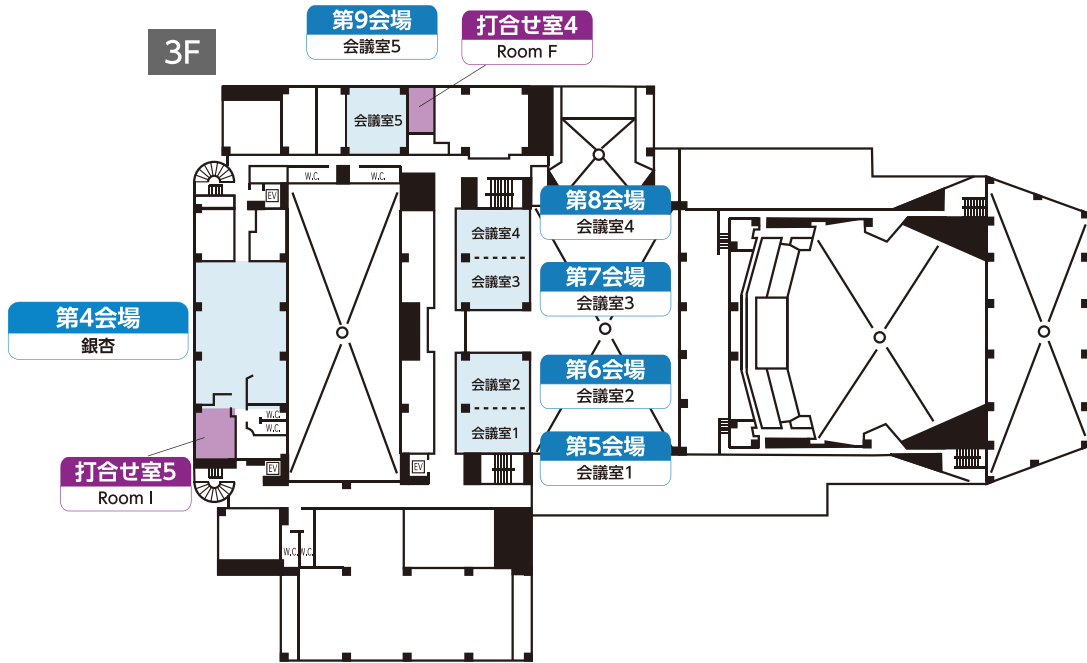 第9会場
会議室5
打合せ室4
Room F
3F
会議室5
W.C.
W.C.
EV
第8会場
会議室4
会議室4
会議室3
第7会場
会議室3
第4会場
銀杏
第6会場
会議室2
会議室2
会議室1
W.C.
W.C.
第5会場
会議室1
打合せ室5
Room I
EV
EV
W.C.
W.C.